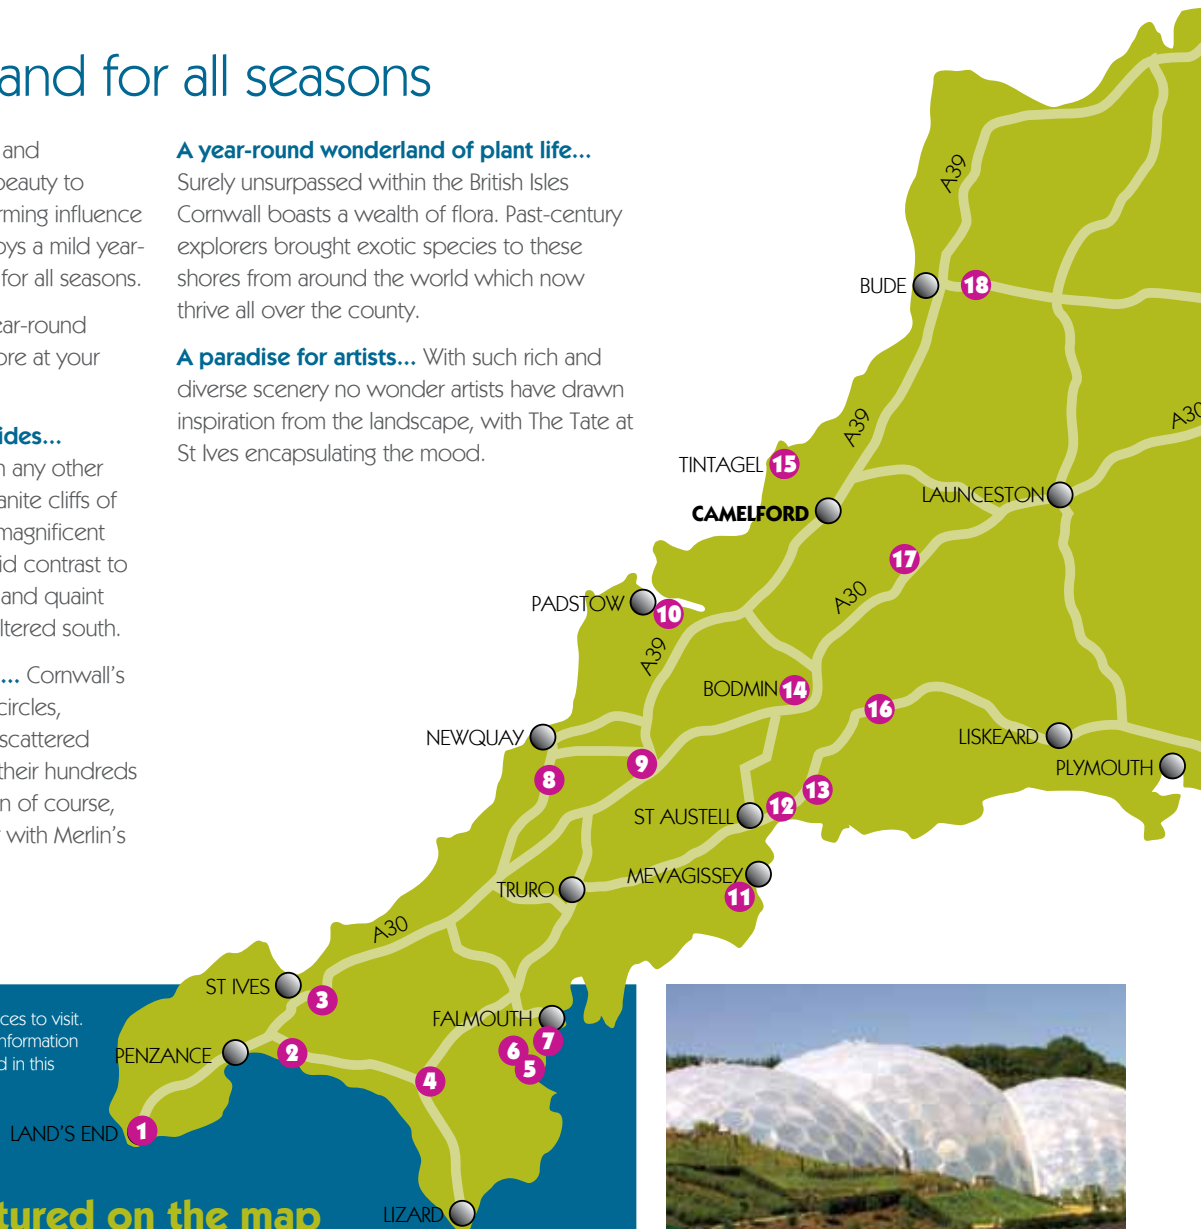 and for all seasons
and
beauty to
rming influence
oys a mild year-
for all seasons.
ear-round
ore at your
ides...
n any other
anite cliffs of
magnificent
id contrast to
and quaint
ltered south.
... Cornwall's
circles,
scattered
their hundreds
n of course,
with Merlin's
A year-round wonderland of plant life...
Surely unsurpassed within the British Isles
Cornwall boasts a wealth of flora. Past-century
explorers brought exotic species to these
shores from around the world which now
thrive all over the county.
A paradise for artists... With such rich and
diverse scenery no wonder artists have drawn
inspiration from the landscape, with The Tate at
St Ives encapsulating the mood.
A39
BUDE
18
A39
A30
TINTAGEL 15
LAUNCESTON
CAMELFORD
17
A30
PADSTOW
10
A39
BODMIN 14
16
NEWQUAY
LISKEARD
PLYMOUTH
9
8
13
12
ST AUSTELL
MEVAGISSEY
11
TRURO
A30
ST IVES
3
FALMOUTH
7
6
5
PENZANCE
2
4
LAND'S END 1
LIZARD
ces to visit.
nformation
d in this
tured on the map